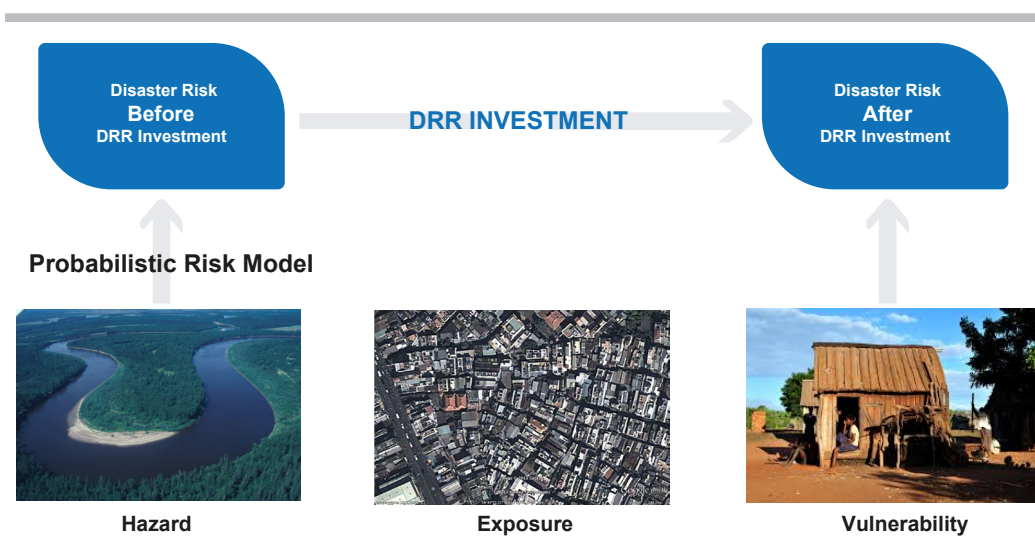 Disaster Risk
Before
DRR Investment
DRR INVESTMENT
Disaster Risk
After
DRR Investment
Probabilistic Risk Model
Hazard
Exposure
Vulnerability